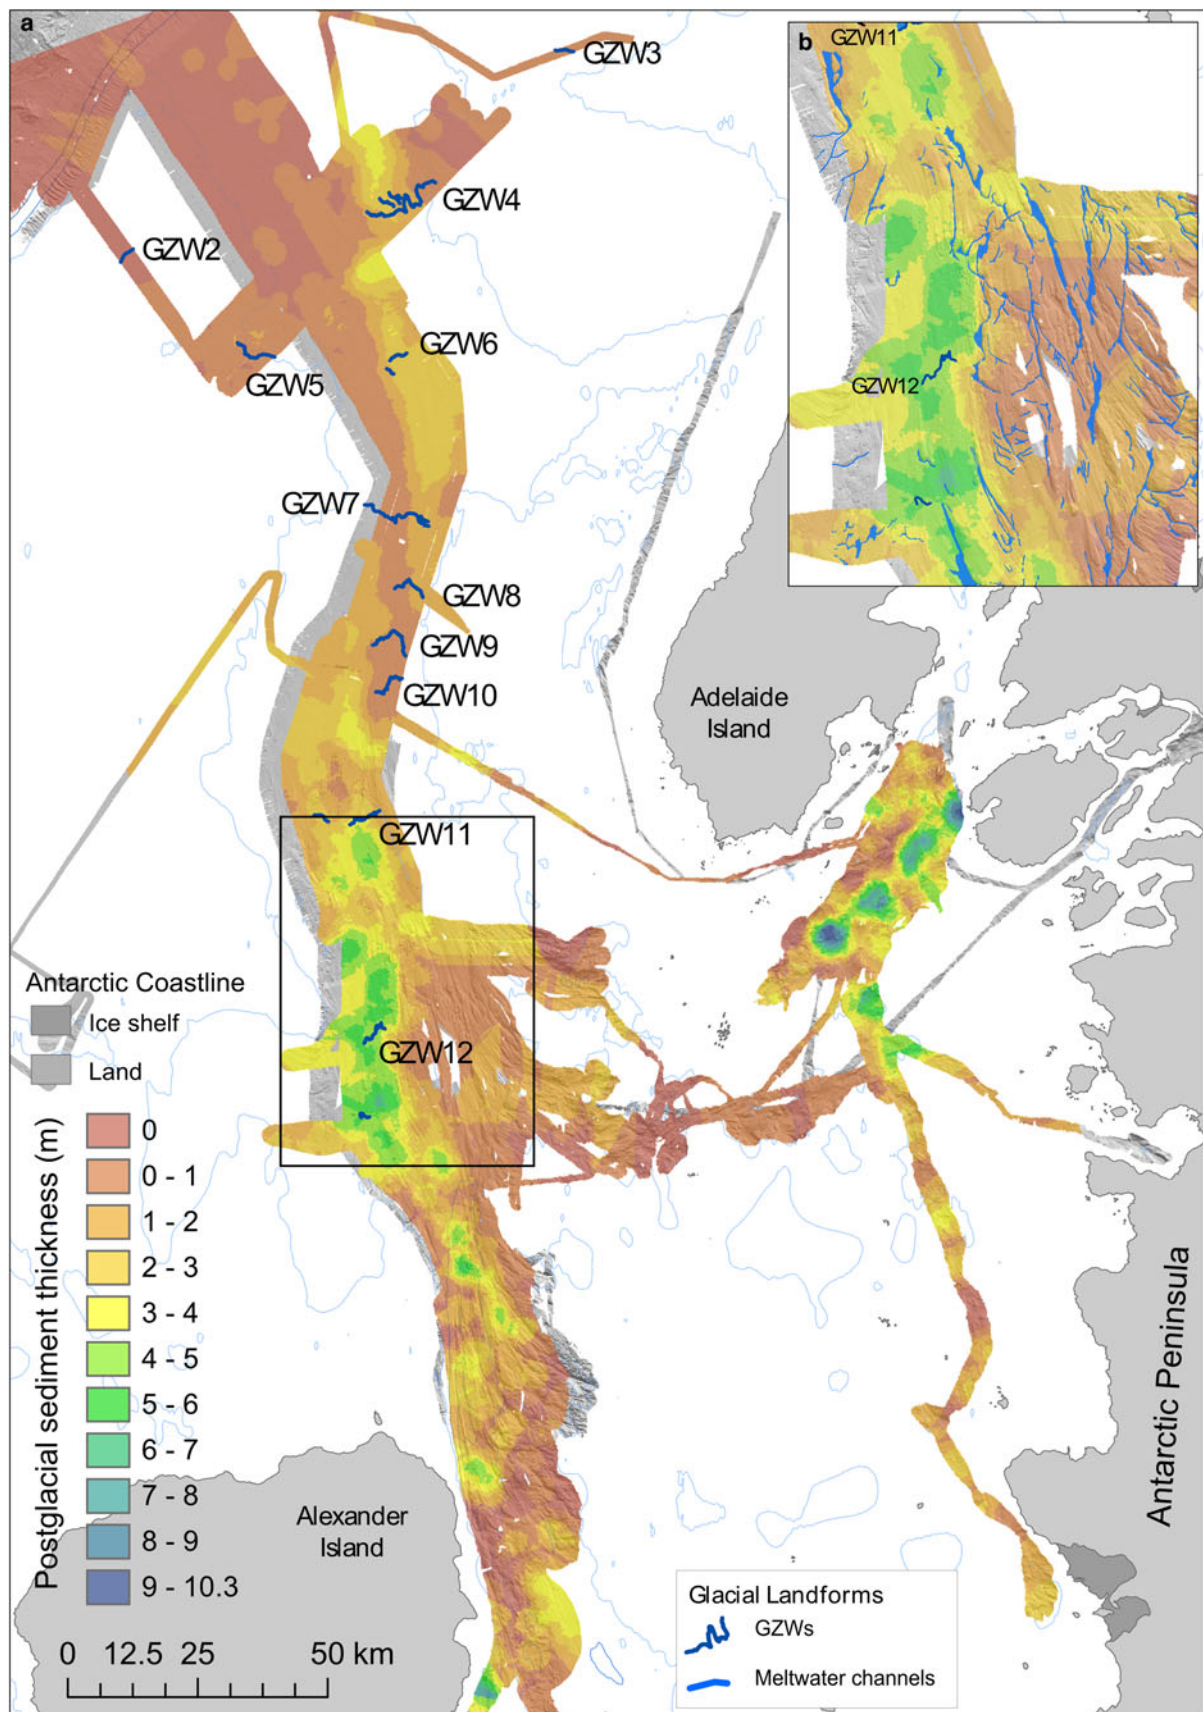 a
GZW3
GZW4
GZW2
GZW6
GZW5
GZW7
GZW8
GZW9
GZW10
GZW11
GZW12
b
GZW11
GZW12
Adelaide
Island
Antarctic Coastline
Ice shelf
Land
Postglacial sediment thickness (m)
0
0 - 1
1 - 2
2 - 3
3 - 4
4 - 5
5 - 6
6 - 7
7 - 8
8 - 9
9 - 10.3
0 12.5 25 50 km
Alexander
Island
Antarctic Peninsula
Glacial Landforms
GZWs
Meltwater channels